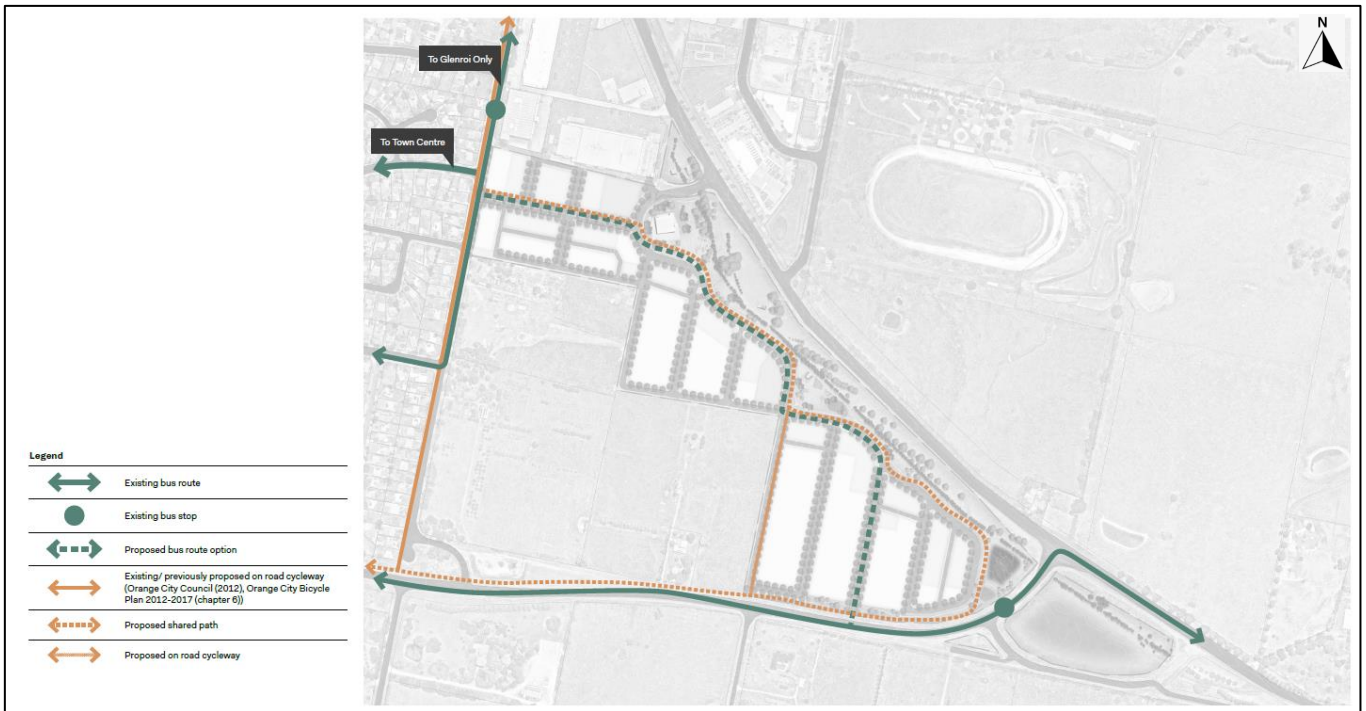 N
To Glenroi Only
To Town Centre
Legend
Existing bus route
Existing bus stop
Proposed bus route option
Existing/ previously proposed on road cycleway
(Orange City Council (2012), Orange City Bicycle
Plan 2012-2017 (chapter 6))
Proposed shared path
Proposed on road cycleway